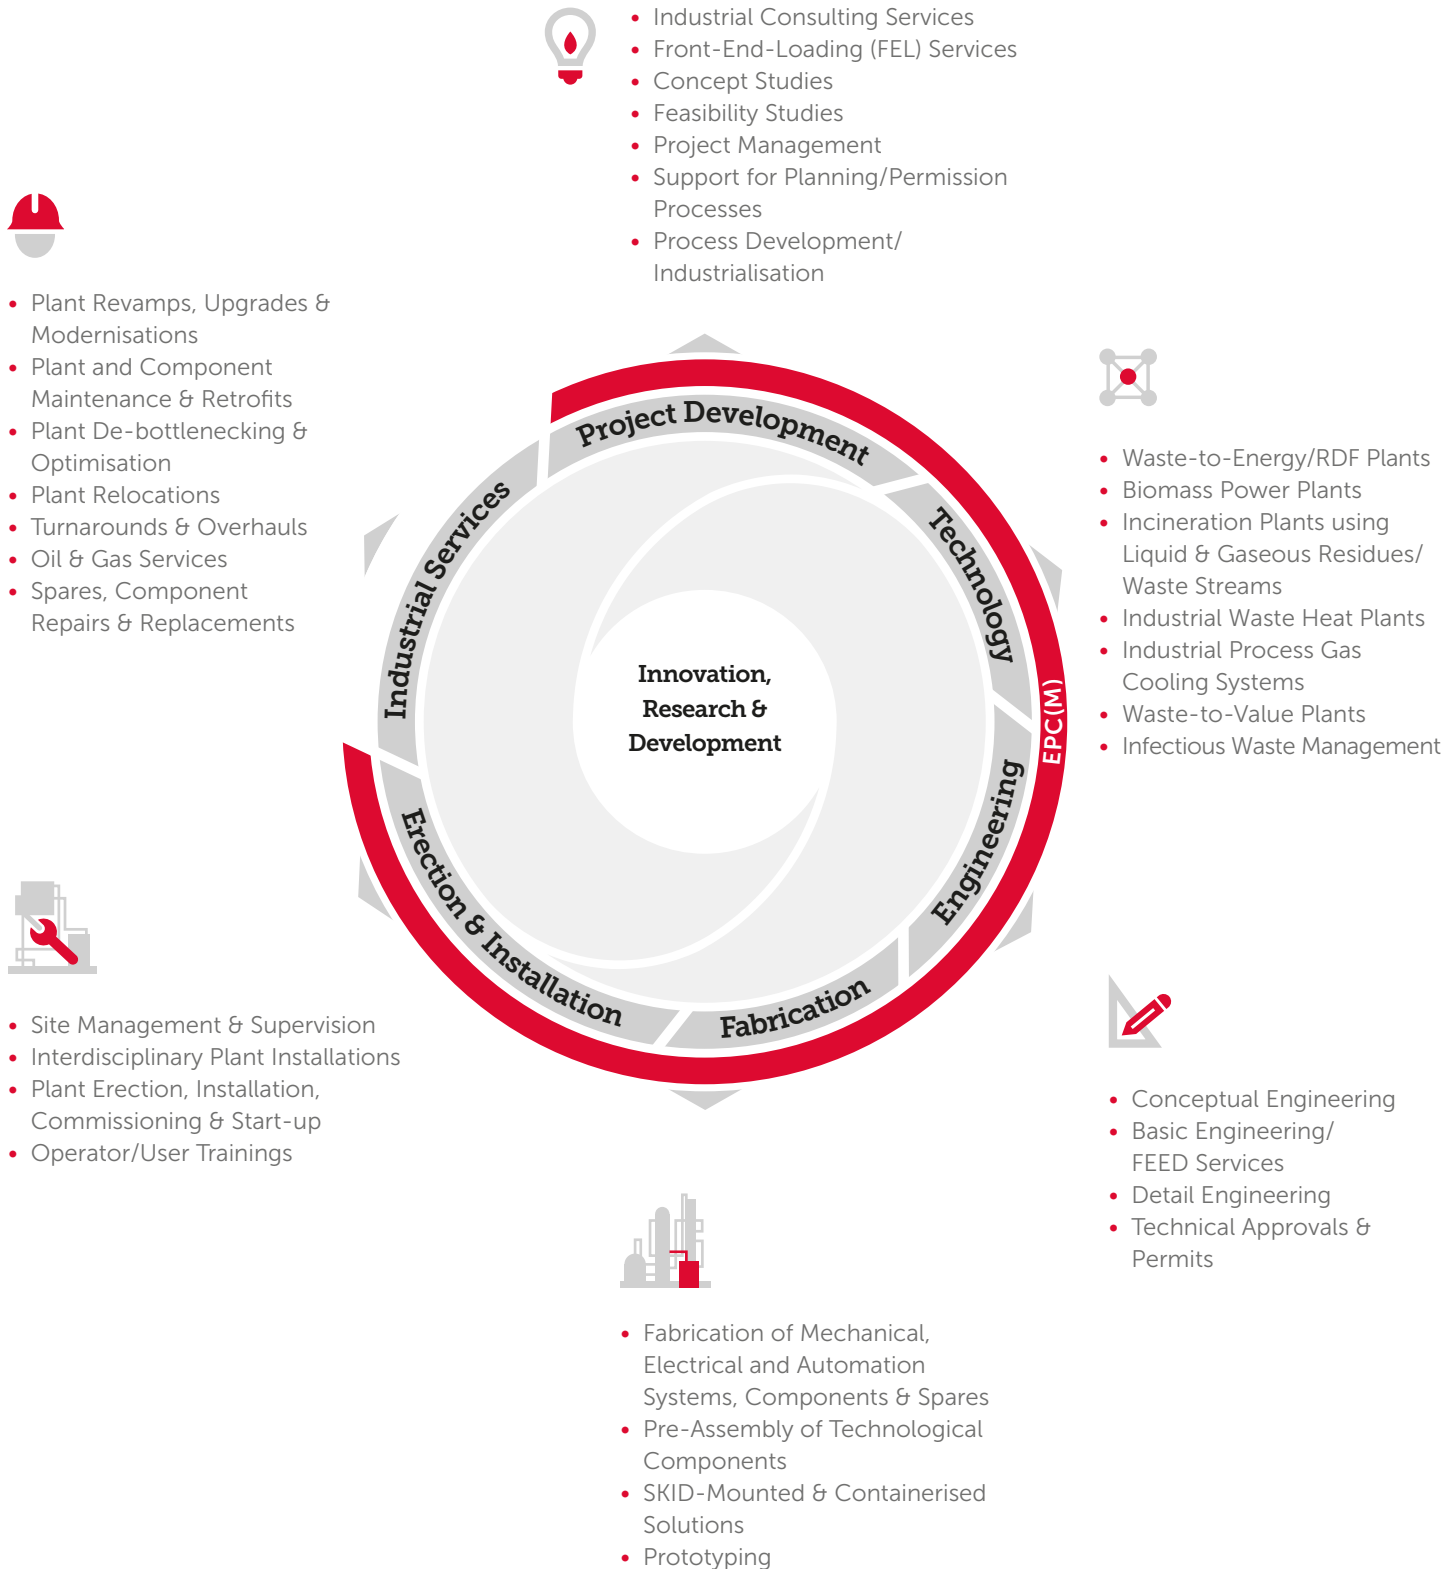 • Industrial Consulting Services
• Front-End-Loading (FEL) Services
• Concept Studies
• Feasibility Studies
• Project Management
• Support for Planning/Permission
Processes
• Process Development/
Industrialisation
• Plant Revamps, Upgrades &
Modernisations
• Plant and Component
Maintenance & Retrofits
• Plant De-bottlenecking &
Optimisation
• Plant Relocations
• Turnarounds & Overhauls
• Oil & Gas Services
• Spares, Component
Repairs & Replacements
Project Development
Technology
Engineering
Fabrication
Erection & Installation
Industrial Services
EPC(M)
Innovation,
Research &
Development
• Waste-to-Energy/RDF Plants
• Biomass Power Plants
• Incineration Plants using
Liquid & Gaseous Residues/
Waste Streams
• Industrial Waste Heat Plants
• Industrial Process Gas
Cooling Systems
• Waste-to-Value Plants
• Infectious Waste Management
• Site Management & Supervision
• Interdisciplinary Plant Installations
• Plant Erection, Installation,
Commissioning & Start-up
• Operator/User Trainings
• Conceptual Engineering
• Basic Engineering/
FEED Services
• Detail Engineering
• Technical Approvals &
Permits
• Fabrication of Mechanical,
Electrical and Automation
Systems, Components & Spares
• Pre-Assembly of Technological
Components
• SKID-Mounted & Containerised
Solutions
• Prototyping